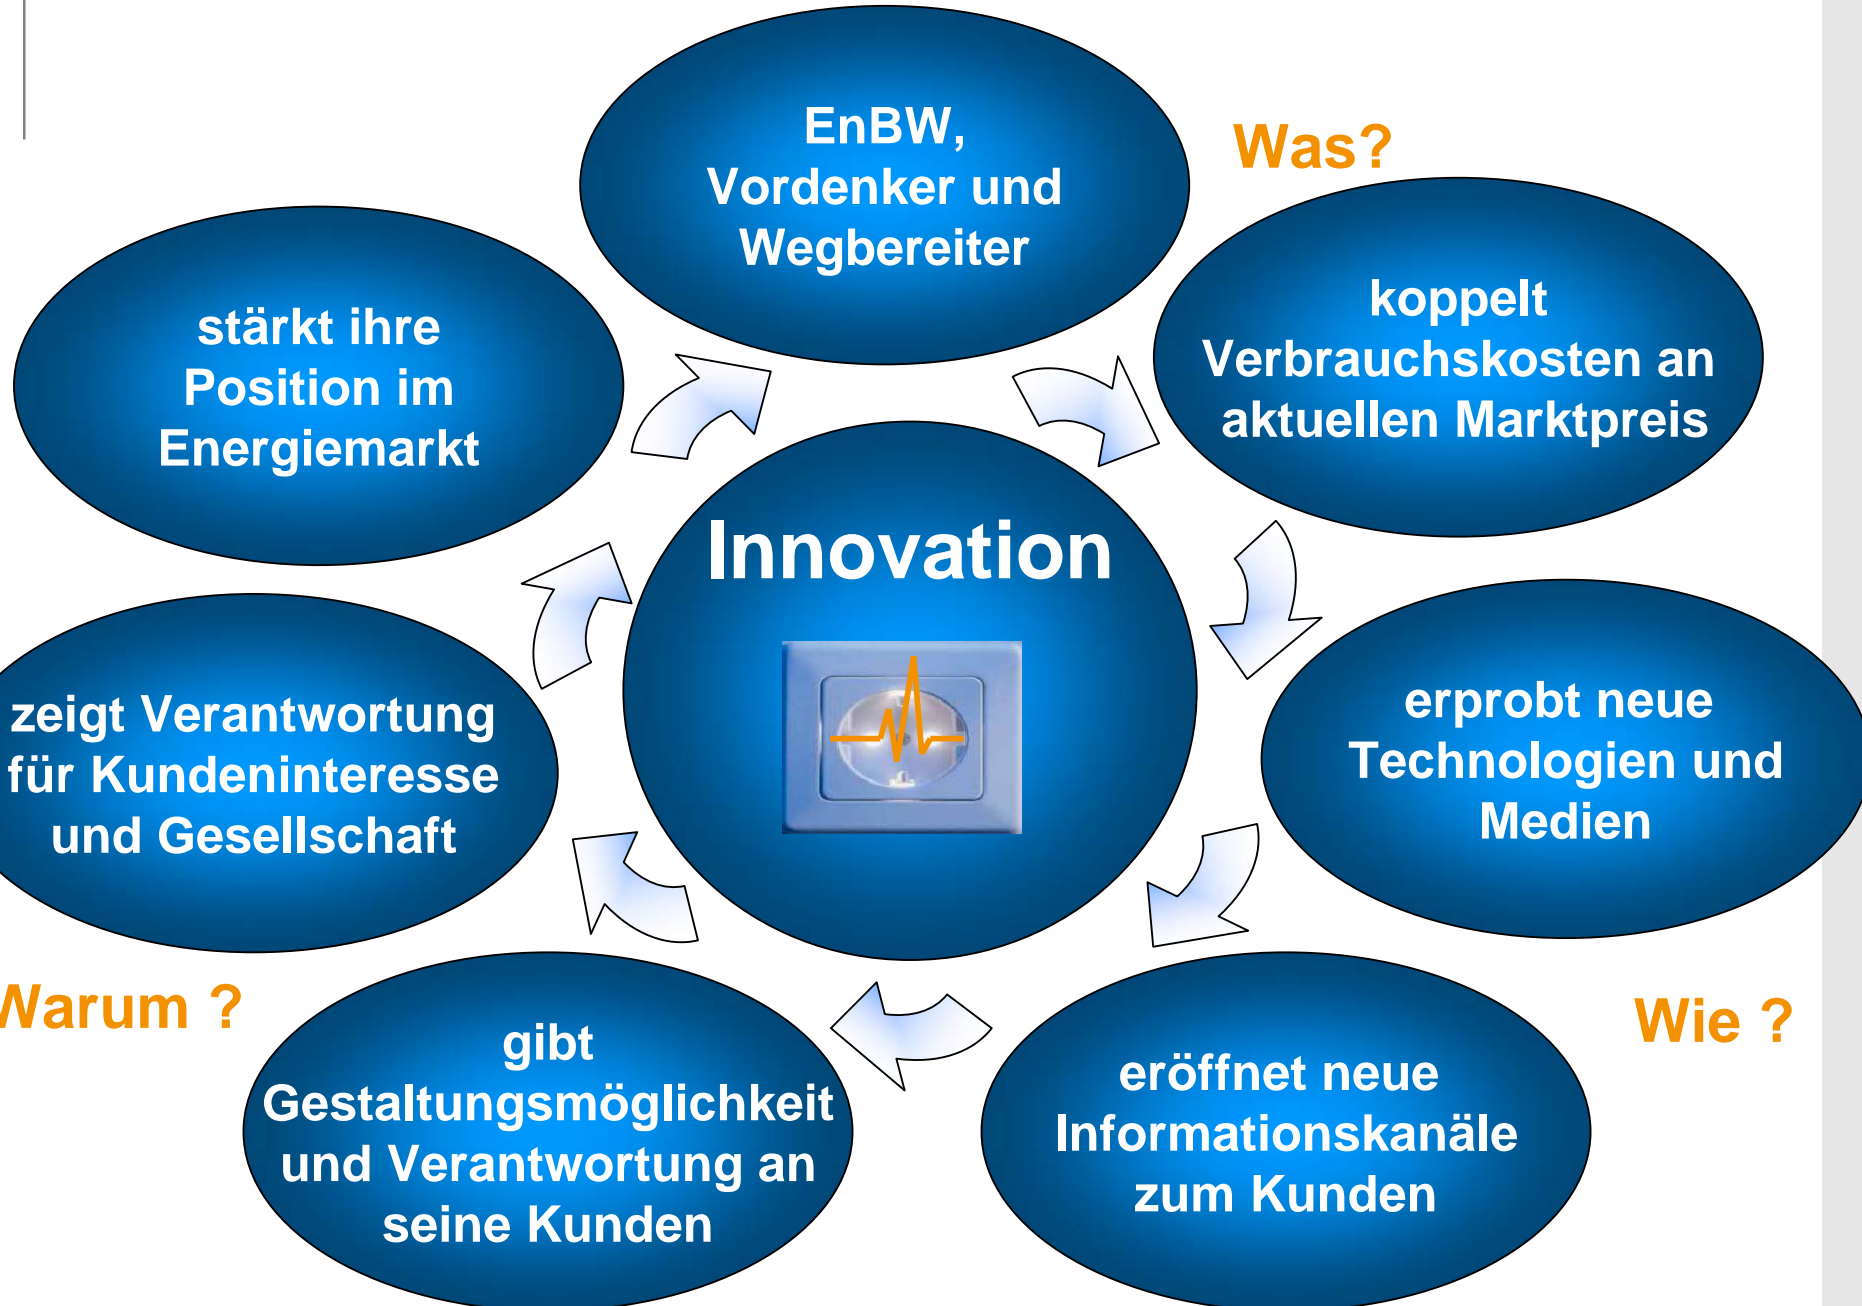 EnBW,
Vordenker und
Wegbereiter
Was?
koppelt
Verbrauchskosten an
aktuellen Marktpreis
erprobt neue
Technologien und
Medien
Wie ?
eröffnet neue
Informationskanäle
zum Kunden
gibt
Gestaltungsmöglichkeit
und Verantwortung an
seine Kunden
Warum ?
zeigt Verantwortung
für Kundeninteresse
und Gesellschaft
stärkt ihre
Position im
Energiemarkt
Innovation